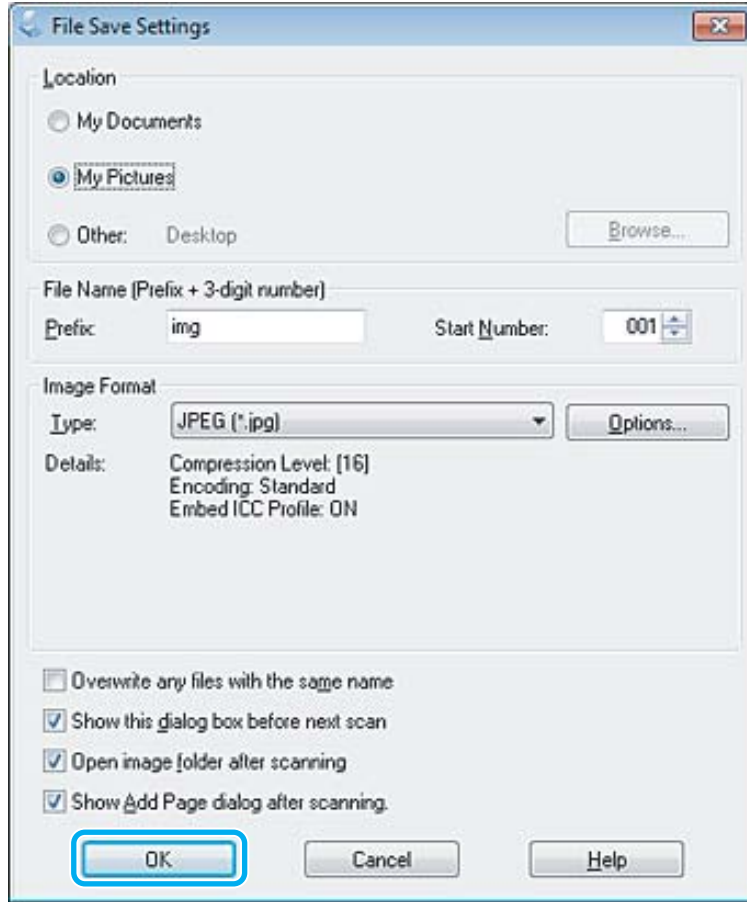 File Save Settings
Location
My Documents
My Pictures
Other: Desktop Browse...
File Name (Prefix + 3-digit number)
Prefix: img Start Number: 001
Image Format
Type: JPEG (*.jpg) Options...
Details: Compression Level: [16]
Encoding: Standard
Embed ICC Profile: ON
Overwrite any files with the same name
Show this dialog box before next scan
Open image folder after scanning
Show Add Page dialog after scanning.
OK Cancel Help